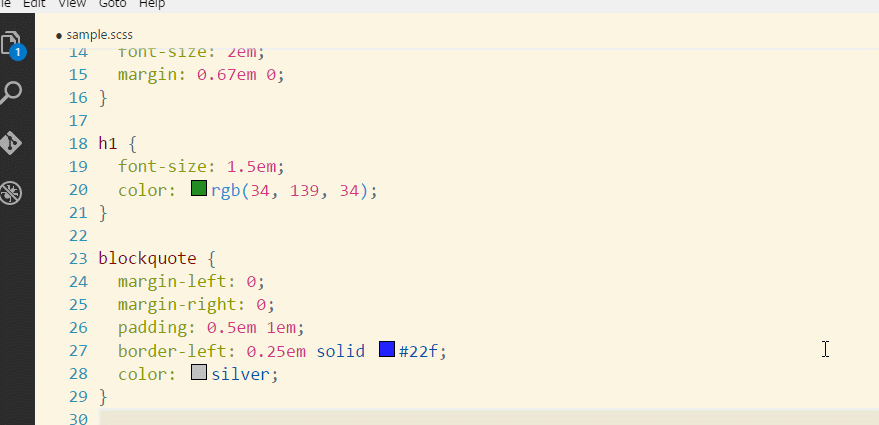 le Edit View Goto Help
1
● sample.scss
14 font-size: 2em;
15 margin: 0.67em 0;
16 }
17
18 h1 {
19 font-size: 1.5em;
20 color: rgb(34, 139, 34);
21 }
22
23 blockquote {
24 margin-left: 0;
25 margin-right: 0;
26 padding: 0.5em 1em;
27 border-left: 0.25em solid #22f;
28 color: silver;
29 }
30